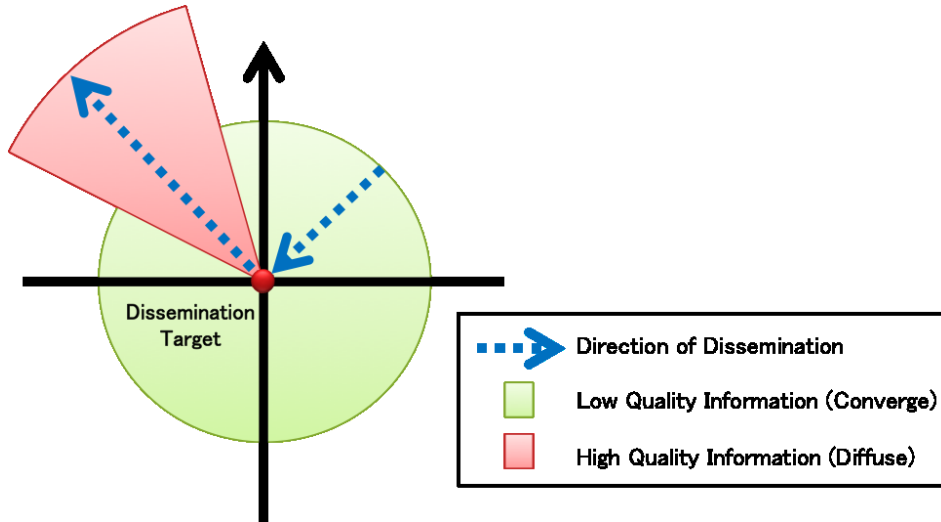 Dissemination
Target
Direction of Dissemination
Low Quality Information (Converge)
High Quality Information (Diffuse)